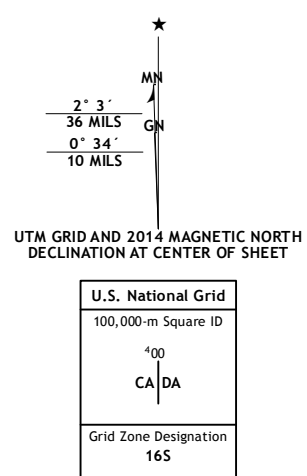 MN
2° 3´
36 MILS
GN
0° 34´
10 MILS
UTM GRID AND 2014 MAGNETIC NORTH
DECLINATION AT CENTER OF SHEET
U.S. National Grid
100,000-m Square ID
⁴00
CA DA
Grid Zone Designation
16S